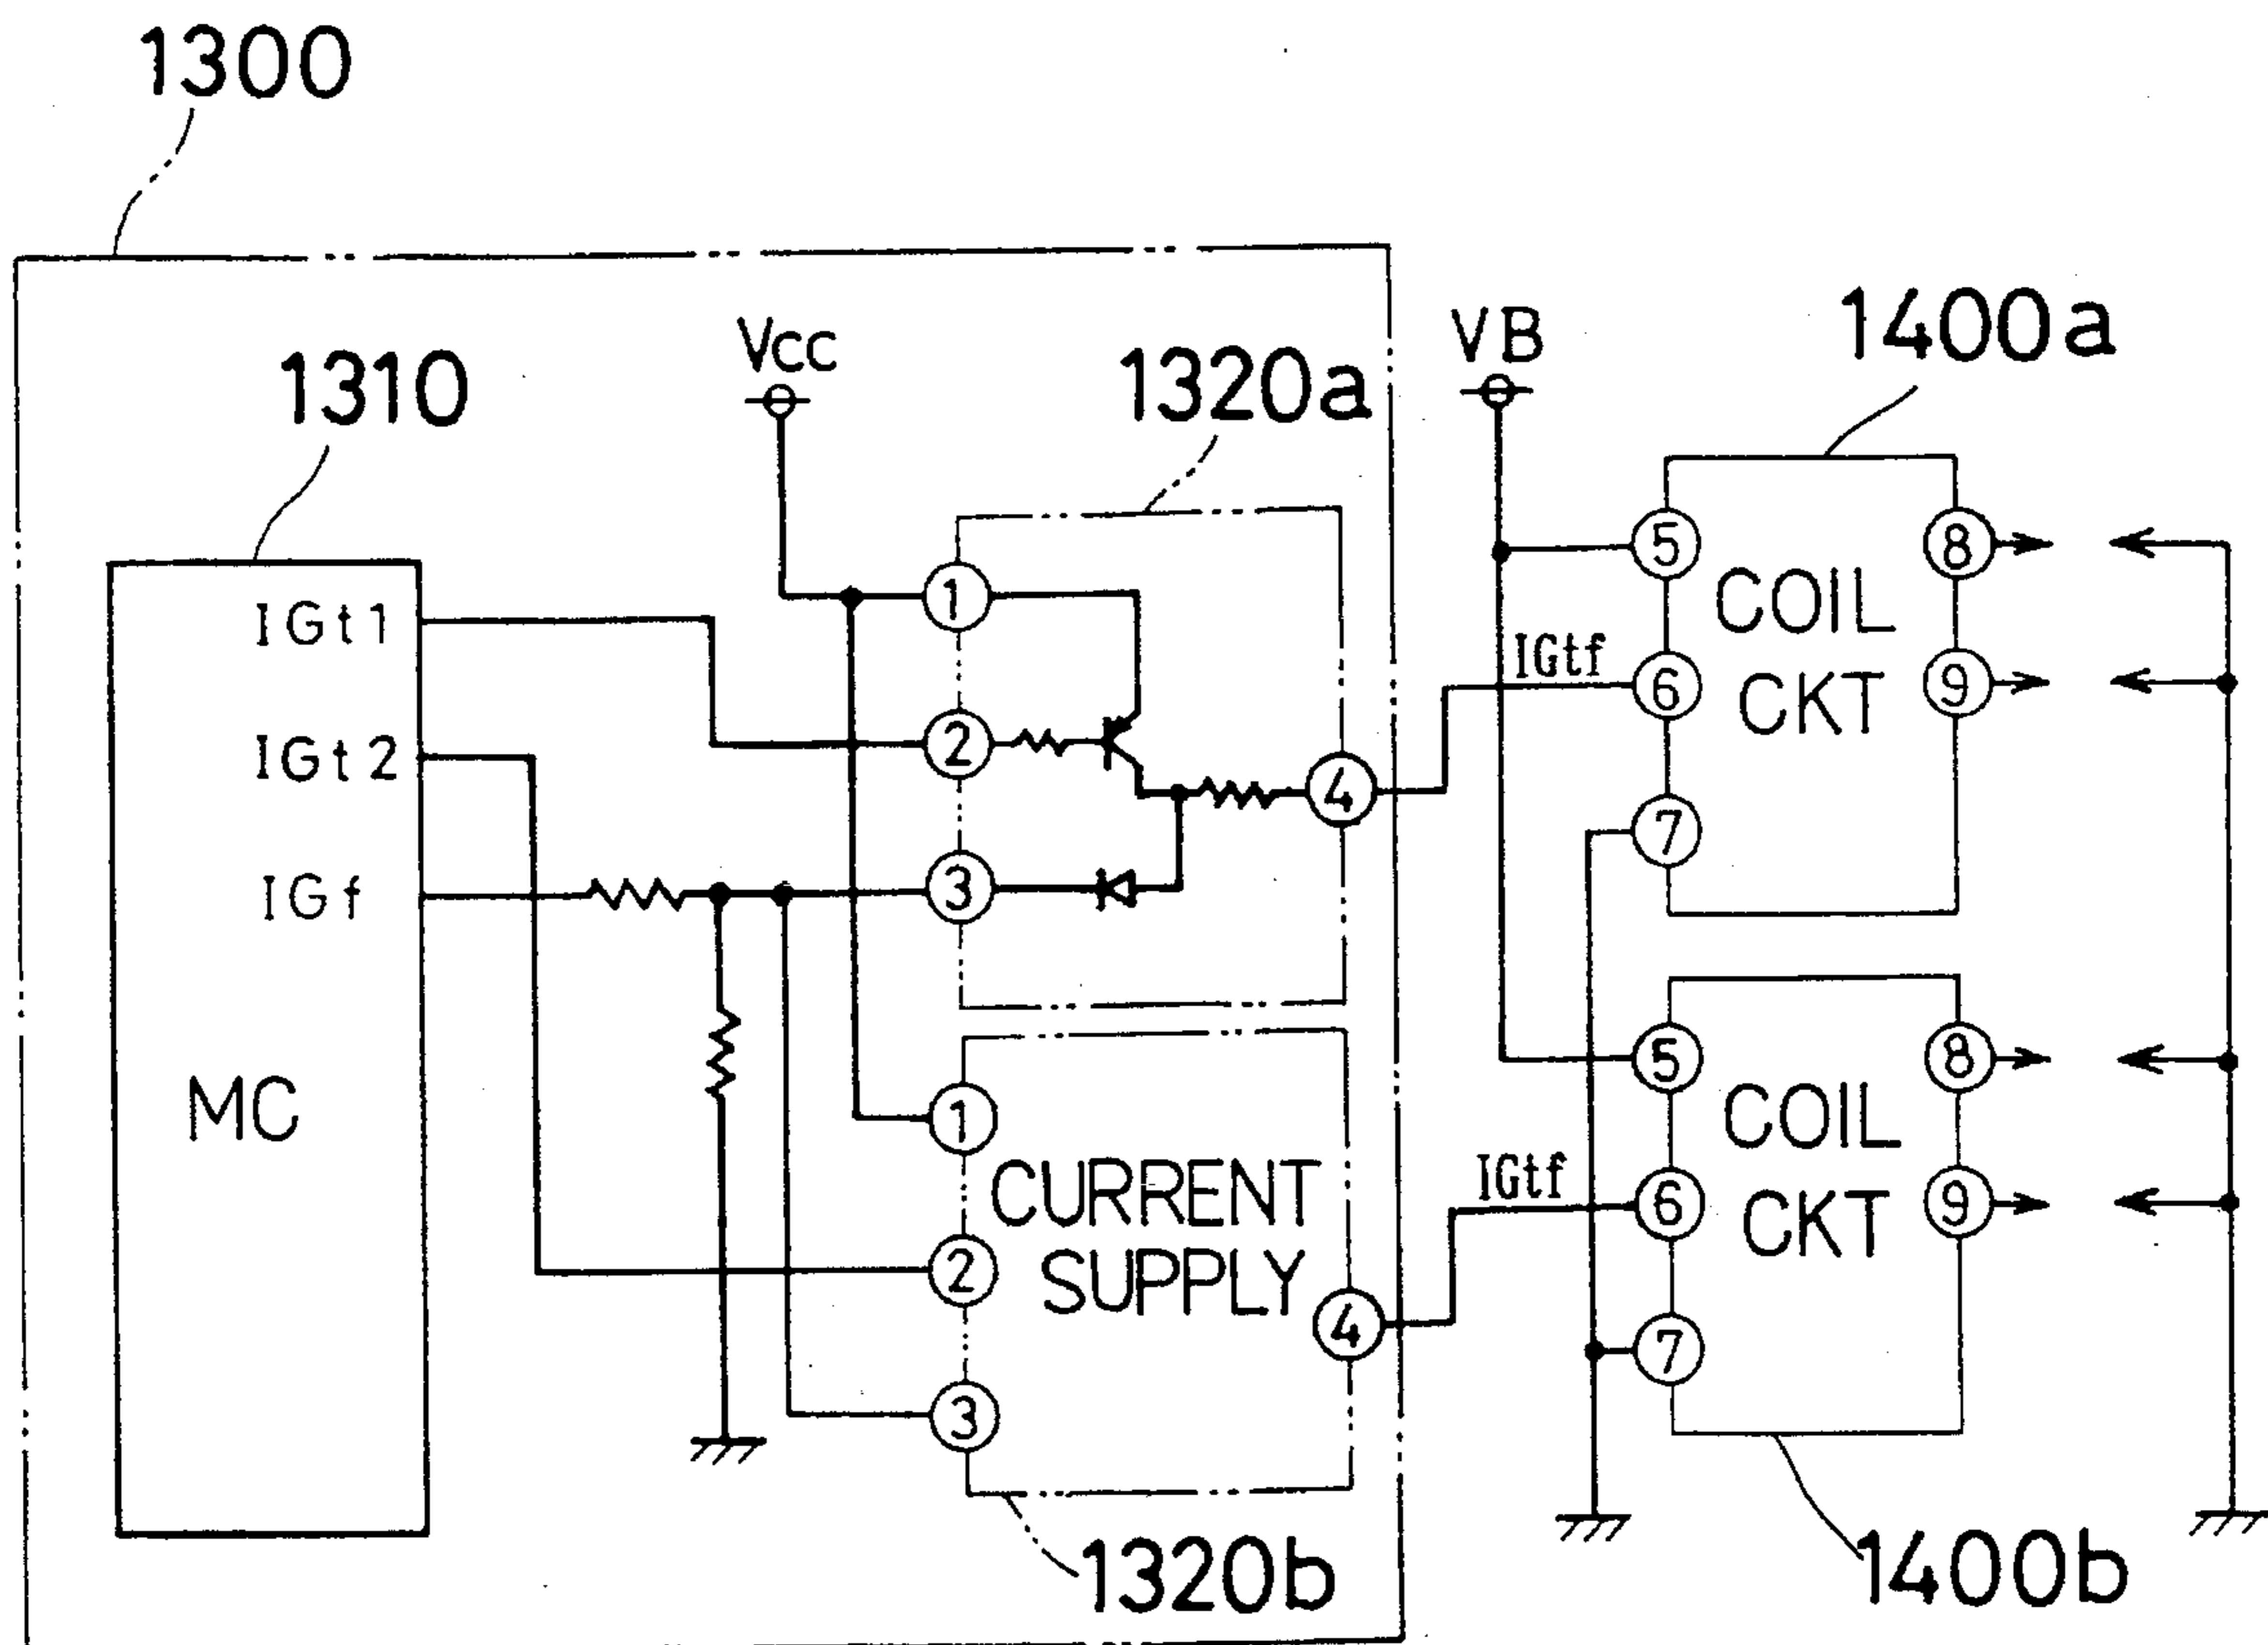 1300
1310
Vcc
1320a
VB
1400a
IGt1
IGt2
IGf
MC
1
2
3
4
1
2
3
4
CURRENT
SUPPLY
1320b
IGtf
IGtf
5
6
7
8
9
COIL
CKT
5
6
7
8
9
COIL
CKT
1400b